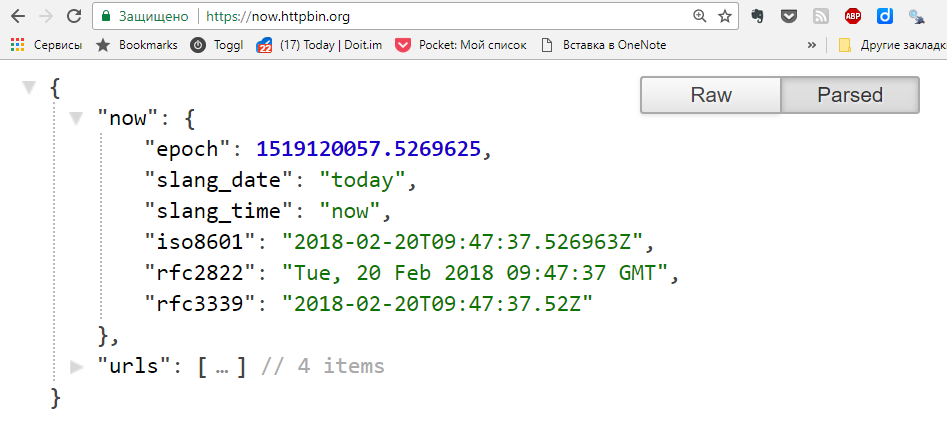 Защищено https://now.httpbin.org ABP
Сервисы Bookmarks Toggl 22 (17) Today | Doit.im Pocket: Мой список Вставка в OneNote » Другие закладк
Raw Parsed
{
"now": {
"epoch": 1519120057.5269625,
"slang_date": "today",
"slang_time": "now",
"iso8601": "2018-02-20T09:47:37.526963Z",
"rfc2822": "Tue, 20 Feb 2018 09:47:37 GMT",
"rfc3339": "2018-02-20T09:47:37.52Z"
},
"urls": [ … ] // 4 items
}